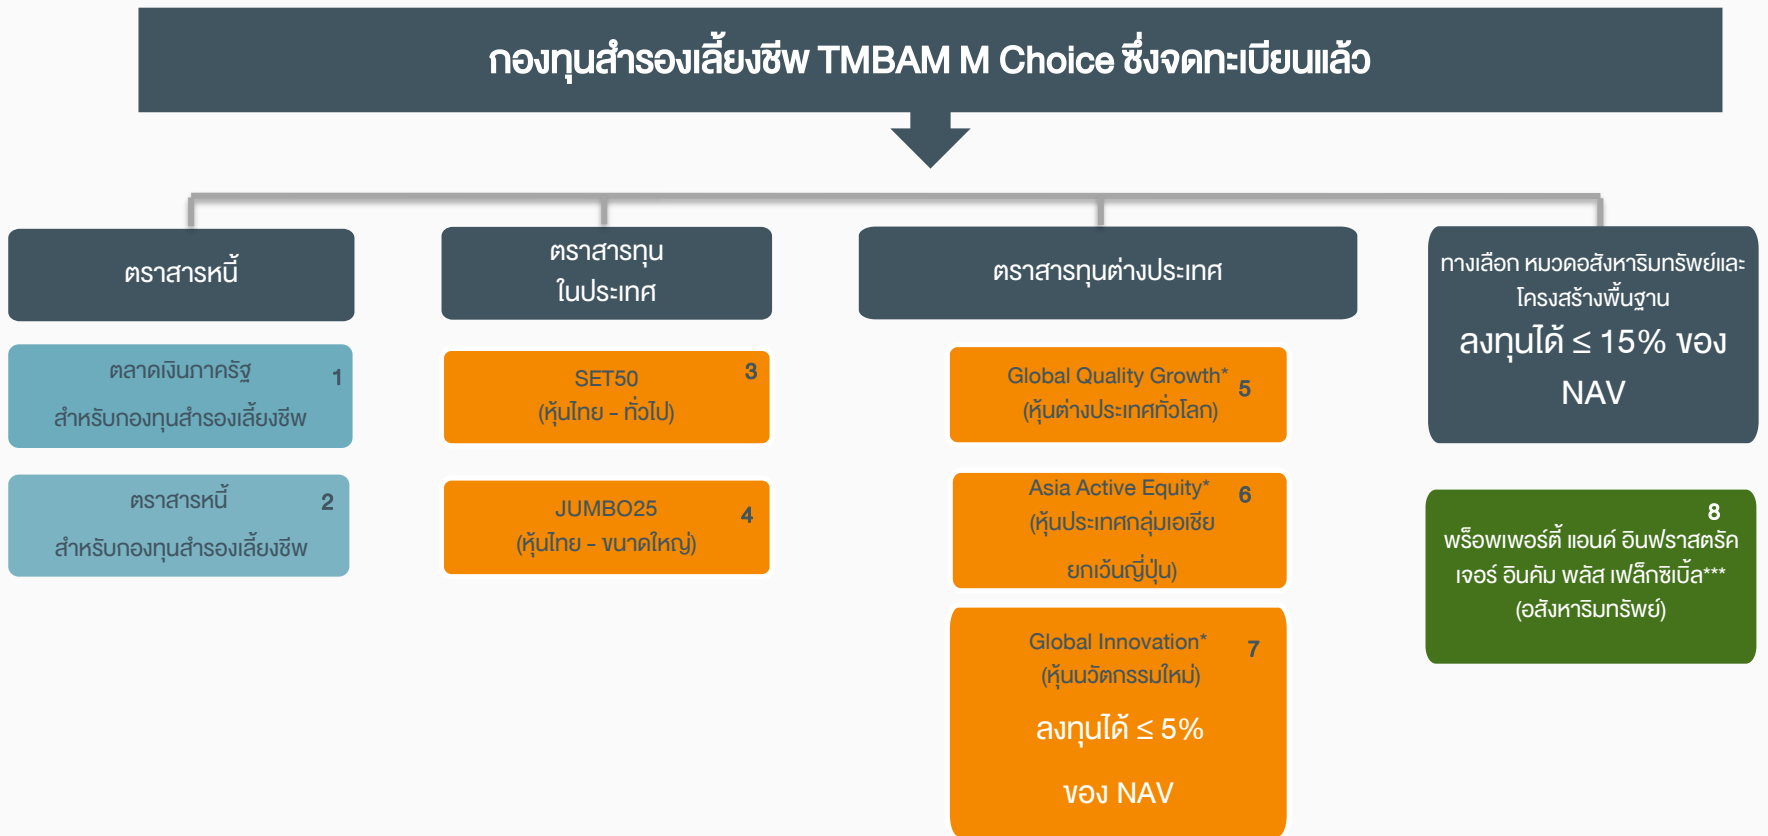 กองทุนสำรองเลี้ยงชีพ TMBAM M Choice ซึ่งจดทะเบียนแล้ว
ตราสารหนี้
ตลาดเงินภาครัฐ 1
สำหรับกองทุนสำรองเลี้ยงชีพ
ตราสารหนี้ 2
สำหรับกองทุนสำรองเลี้ยงชีพ
ตราสารทุน
ในประเทศ
SET50 3
(หุ้นไทย - ทั่วไป)
JUMBO25 4
(หุ้นไทย - ขนาดใหญ่)
ตราสารทุนต่างประเทศ
Global Quality Growth* 5
(หุ้นต่างประเทศทั่วโลก)
Asia Active Equity* 6
(หุ้นประเทศกลุ่มเอเชีย
ยกเว้นญี่ปุ่น)
Global Innovation* 7
(หุ้นนวัตกรรมใหม่)
ลงทุนได้ ≤ 5%
ของ NAV
ทางเลือก หมวดอสังหาริมทรัพย์และ
โครงสร้างพื้นฐาน
ลงทุนได้ ≤ 15% ของ
NAV
8
พร็อพเพอร์ตี้ แอนด์ อินฟราสตรัค
เจอร์ อินคัม พลัส เฟล็กซิเบิ้ล***
(อสังหาริมทรัพย์)